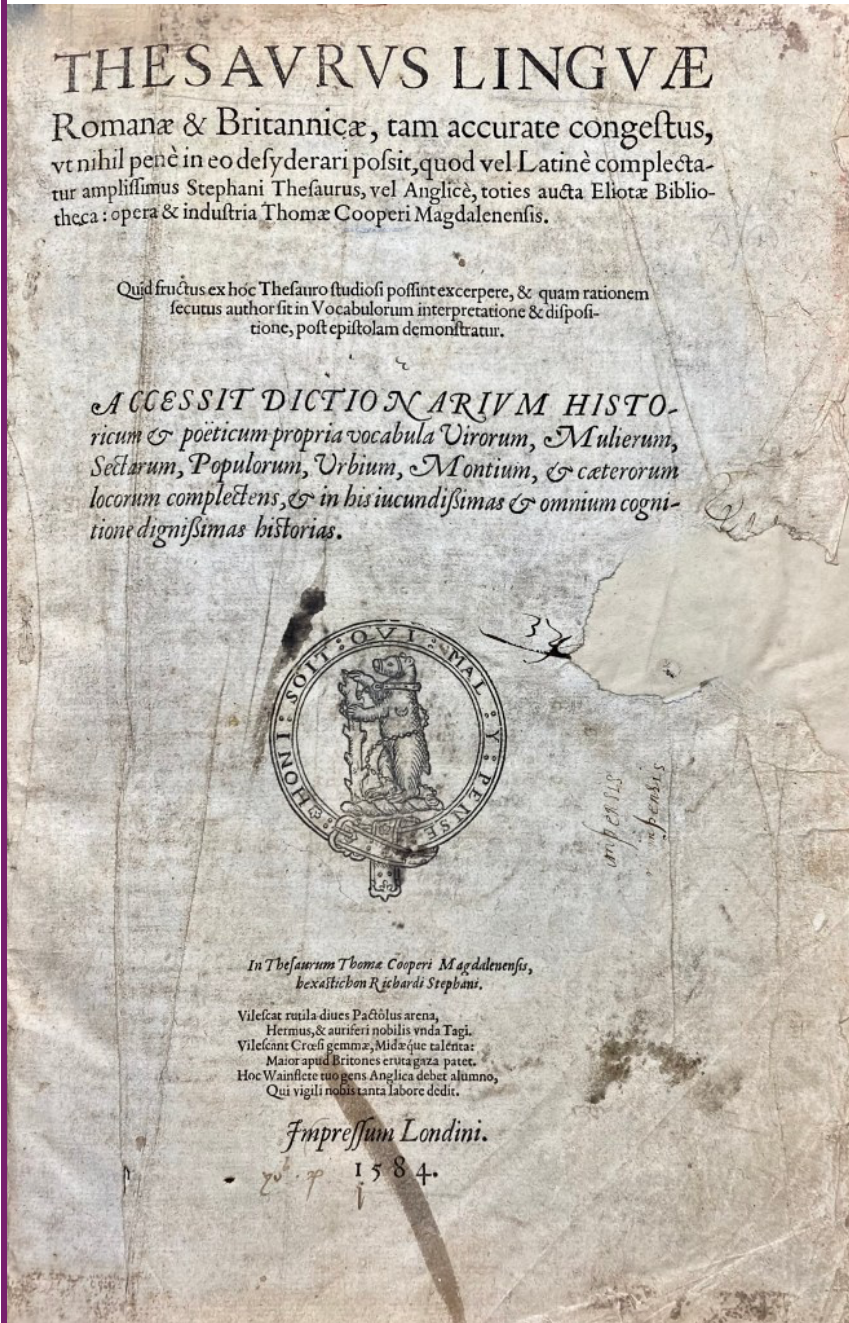 THESAVRVS LINGVÆ
Romanæ & Britannicæ, tam accurate congeſtus,
vt nihil penè in eo deſyderari poſsit, quod vel Latinè complecta-
tur ampliſſimus Stephani Theſaurus, vel Anglicè, toties aucta Eliotæ Biblio-
theca: opera & induſtria Thomæ Cooperi Magdalenenſis.
Quid fructus ex hoc Theſauro ſtudioſi poſſint excerpere, & quam rationem
ſecutus author ſit in Vocabulorum interpretatione & diſpoſi-
tione, poſt epiſtolam demonſtratur.
ACCESSIT DICTIONARIVM HISTO-
ricum & poëticum propria vocabula Virorum, Mulierum,
Sectarum, Populorum, Vrbium, Montium, & cæterorum
locorum complectens, & in his iucundiſsimas & omnium cogni-
tione digniſsimas hiſtorias.
HONI : SOIT : QVI : MAL : Y : PENSE
impensis
In Theſaurum Thomæ Cooperi Magdalenenſis,
hexaſtichon Richardi Stephani.
Vileſcat rutila diues Pactôlus arena,
Hermus, & auriferi nobilis vnda Tagi.
Vileſcant Crœſi gemmæ, Midæque talenta:
Maior apud Britones eruta gaza patet.
Hoc Wainflete tuo gens Anglica debet alumno,
Qui vigili nobis tanta labore dedit.
Impreſſum Londini.
1584.